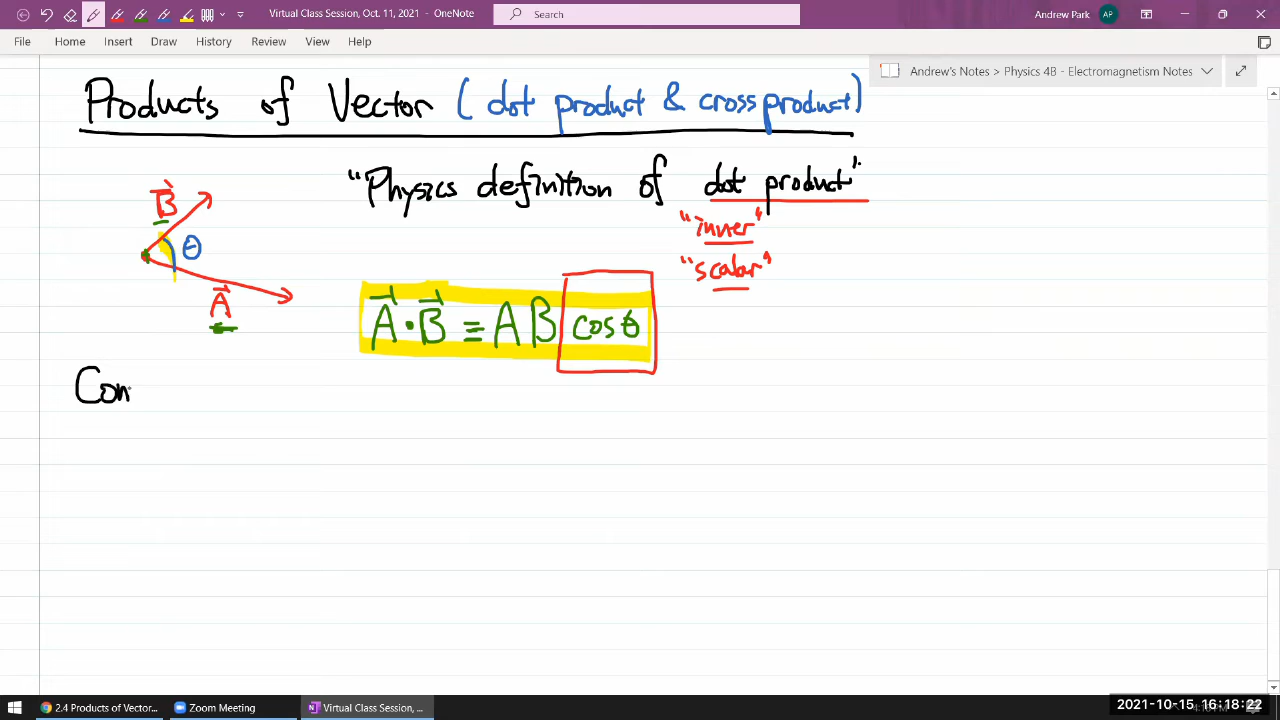 Virtual Class Session, Oct. 11, 2021 - OneNote
Search
Andrew Park
AP
File Home Insert Draw History Review View Help
Andrew's Notes > Physics 4B - Electromagnetism Notes
Products of Vector (dot product & cross product)
"Physics definition of dot product"
"inner"
"scalar"
B⃗
θ
A⃗
A⃗·B⃗ ≡ A B cos θ
Con
2.4 Products of Vector...
Zoom Meeting
Virtual Class Session, ...
2021-10-15 16:18:22